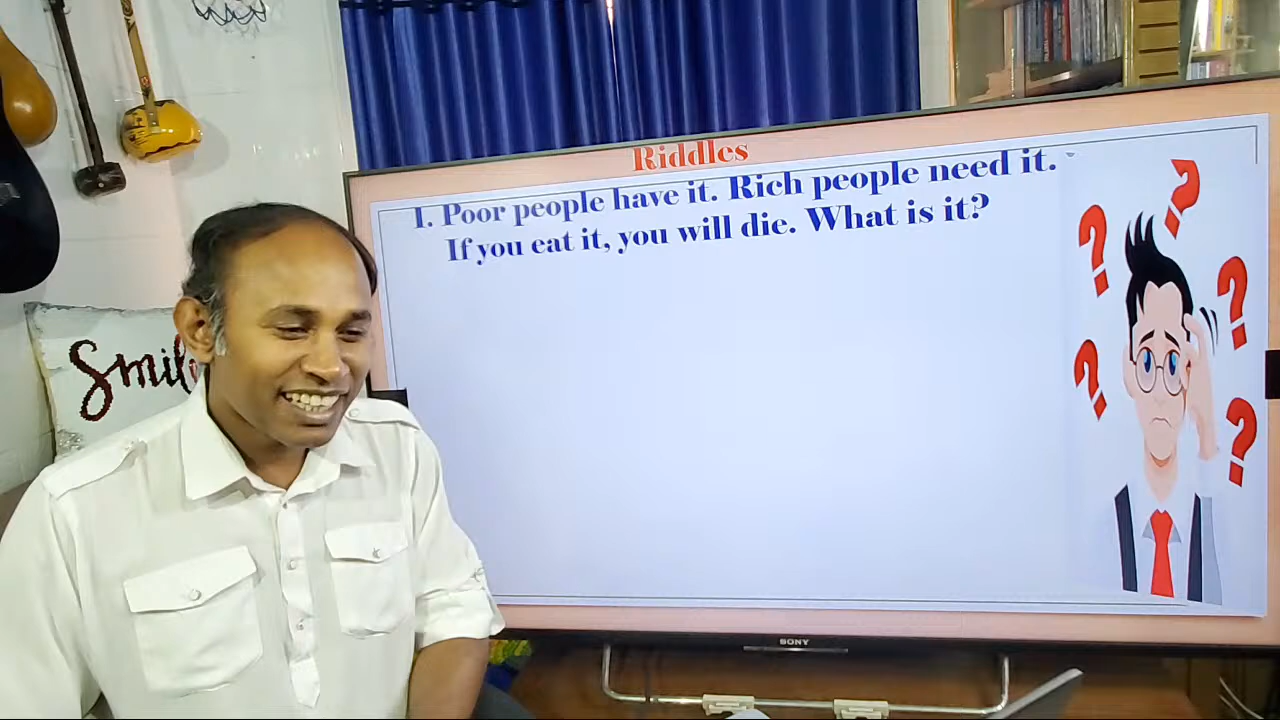 Riddles
1. Poor people have it. Rich people need it.
If you eat it, you will die. What is it?
Smil
SONY